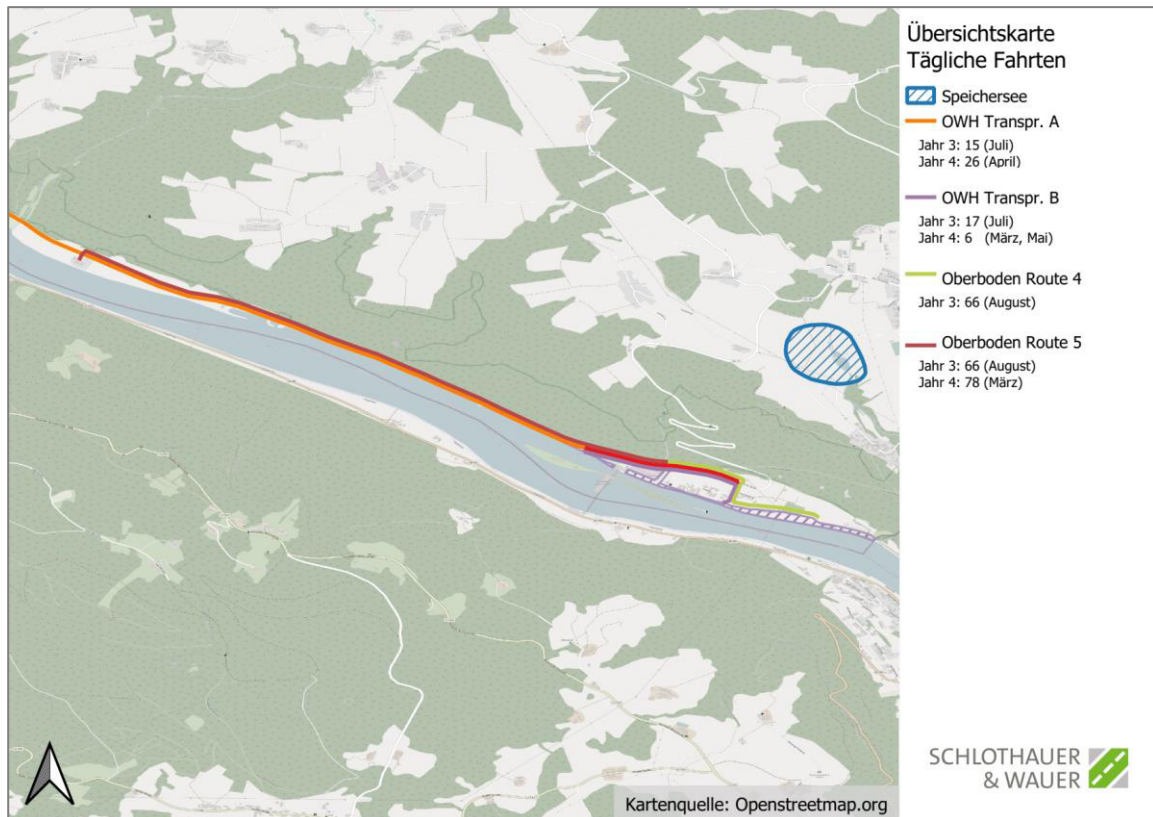 Übersichtskarte
Tägliche Fahrten
Speichersee
OWH Transpr. A
Jahr 3: 15 (Juli)
Jahr 4: 26 (April)
OWH Transpr. B
Jahr 3: 17 (Juli)
Jahr 4: 6 (März, Mai)
Oberboden Route 4
Jahr 3: 66 (August)
Oberboden Route 5
Jahr 3: 66 (August)
Jahr 4: 78 (März)
SCHLOTHAUER
& WAUER
Kartenquelle: Openstreetmap.org